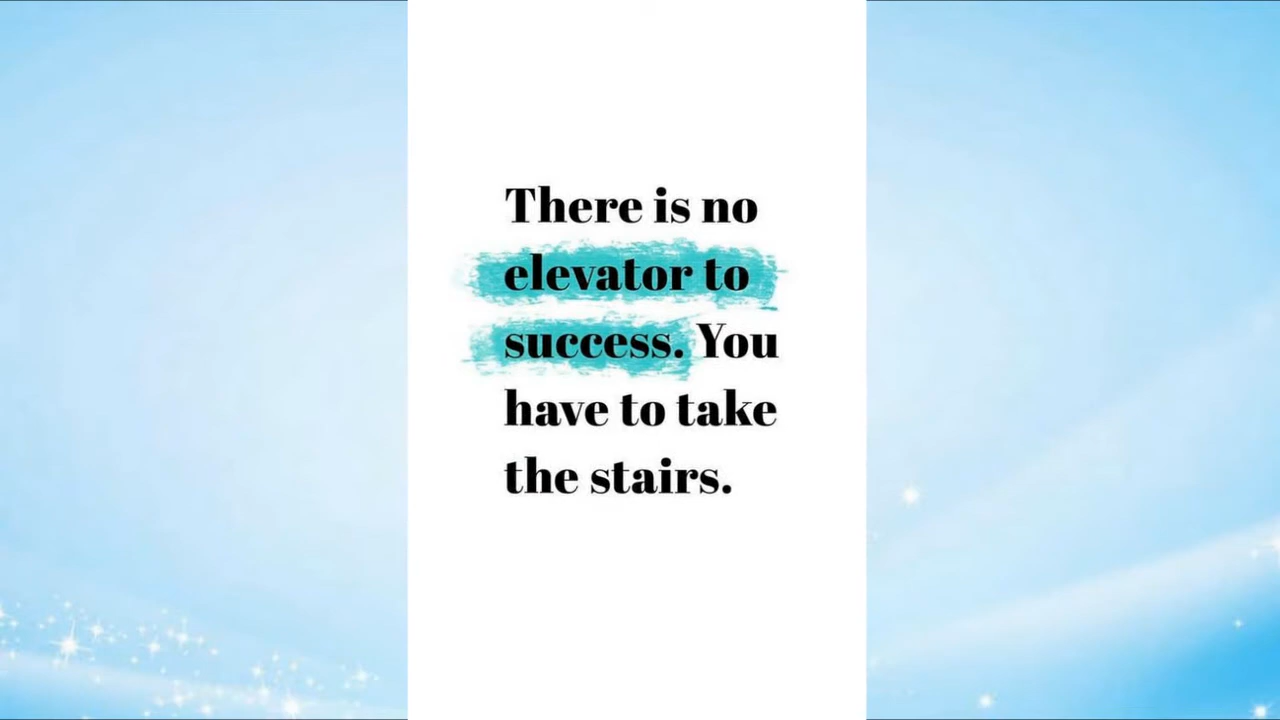 There is no
elevator to
success. You
have to take
the stairs.